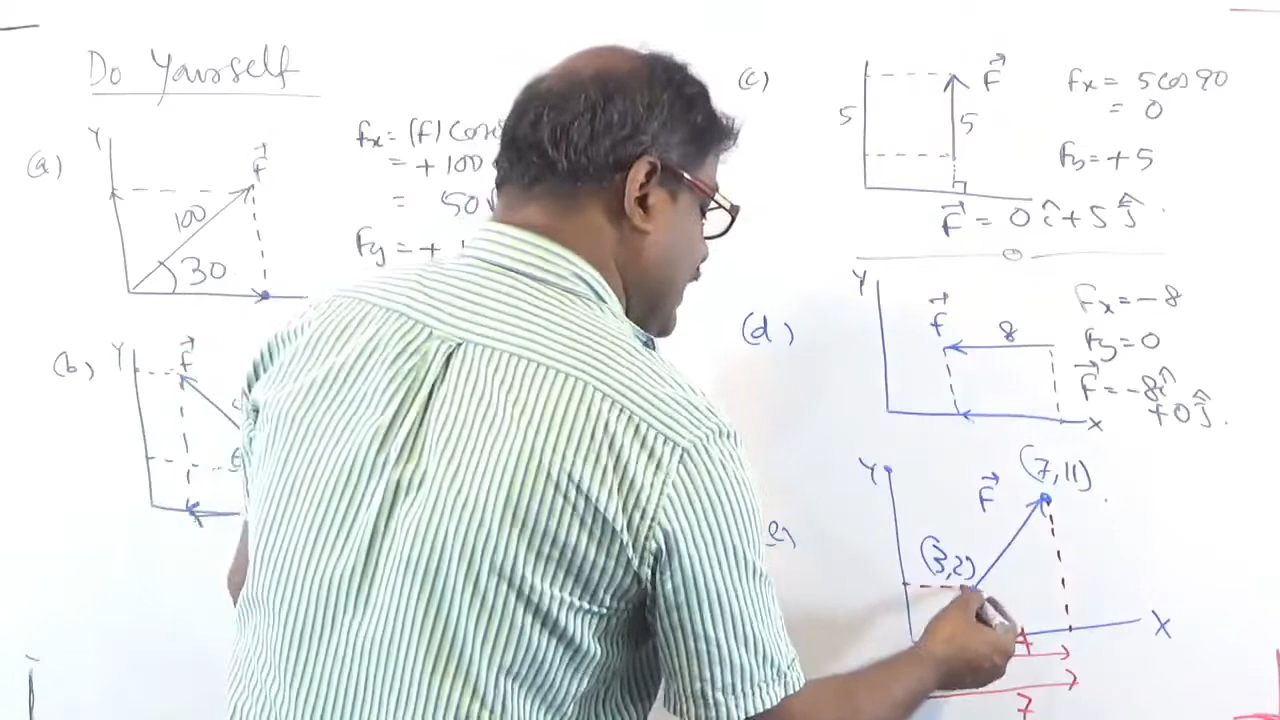 Do Yourself
(a)
Y
F
100
30
fx = |f| Cos
= + 100
= 50
Fy = +
(b)
Y
F
(c)
5
5
F
fx = 5 cos 90
= 0
Fy = +5
F = 0 î + 5 ĵ
(d)
Y
F
8
X
Fx = -8
Fy = 0
F = -8î
+0ĵ.
e)
Y
(7, 11)
F
(3, 2)
X
4
7